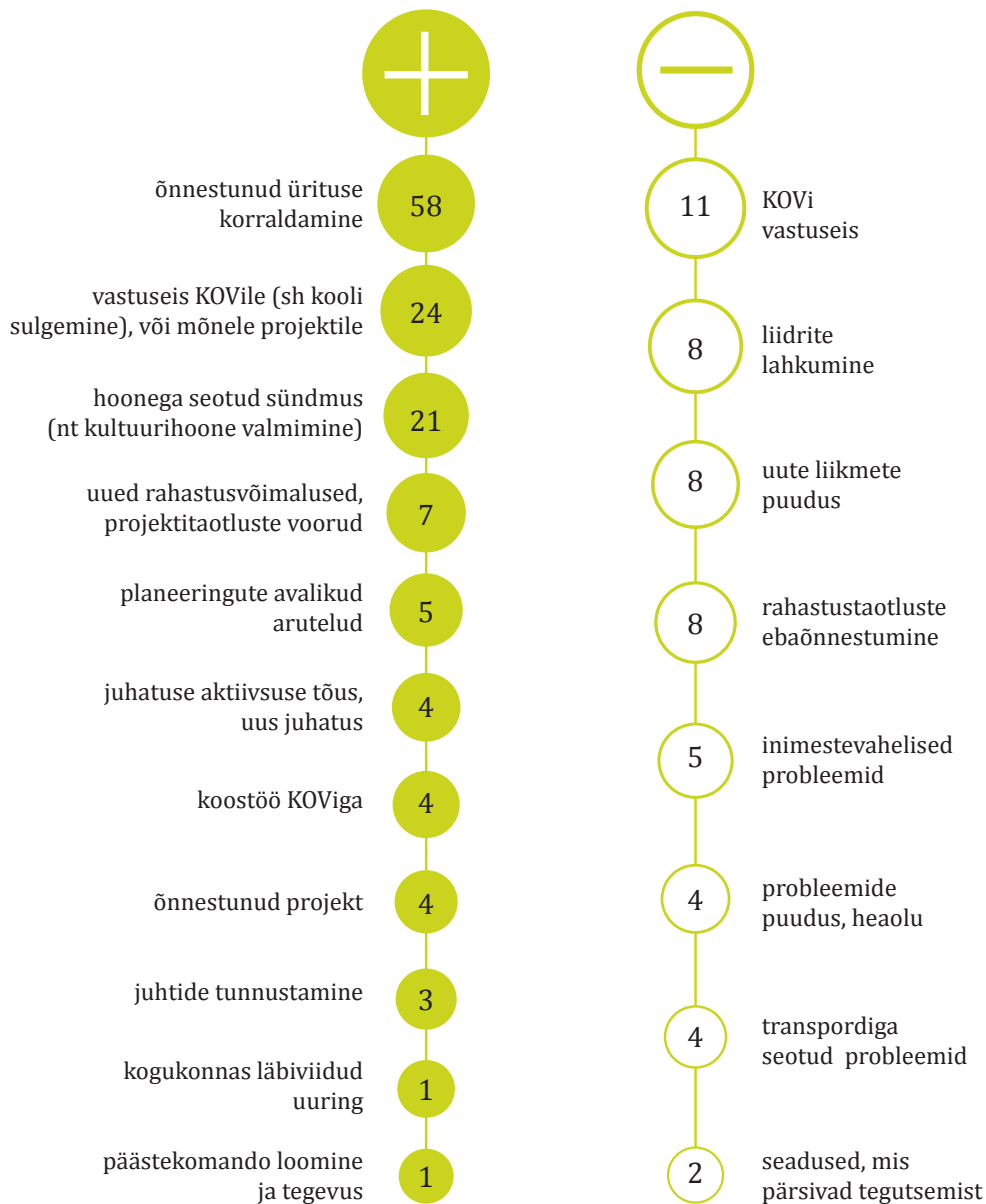 õnnestunud ürituse
korraldamine
58
vastuseis KOVile (sh kooli
sulgemine), või mõnele projektile
24
hoonega seotud sündmus
(nt kultuurihoone valmimine)
21
uued rahastusvõimalused,
projektitaotluste voorud
7
planeeringute avalikud
arutelud
5
juhatuse aktiivsuse tõus,
uus juhatus
4
koostöö KOViga
4
õnnestunud projekt
4
juhtide tunnustamine
3
kogukonnas läbiviidud
uuring
1
päästekomando loomine
ja tegevus
1
11
KOVi
vastuseis
8
liidrite
lahkumine
8
uute liikmete
puudus
8
rahastustaotluste
ebaõnnestumine
5
inimestevahelised
probleemid
4
probleemide
puudus, heaolu
4
transpordiga
seotud probleemid
2
seadused, mis
pärsivad tegutsemist